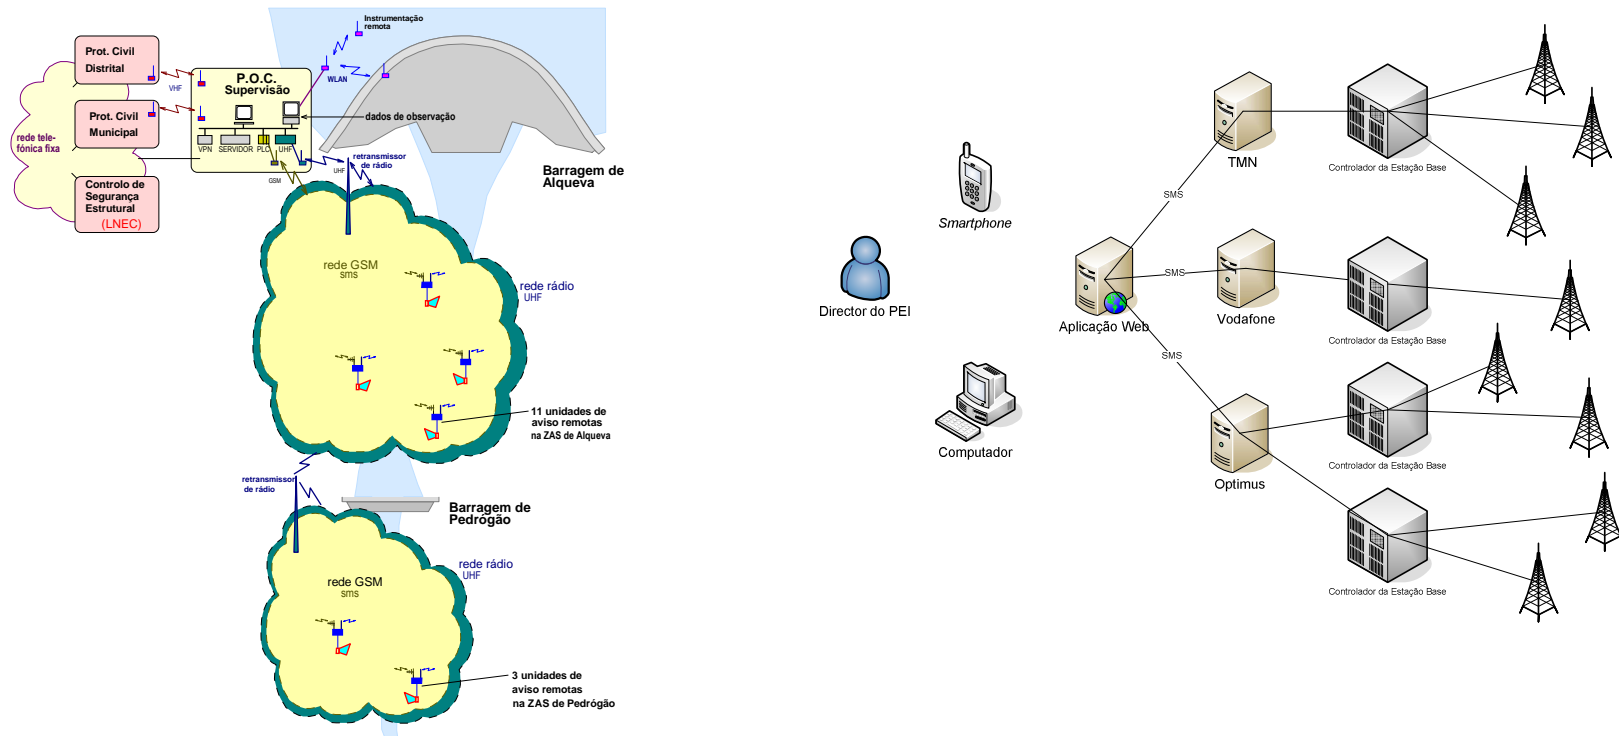 Instrumentação
remota
Prot. Civil
Distrital
VHF
P.O.C.
Supervisão
WLAN
Prot. Civil
Municipal
rede tele-
fónica fixa
dados de observação
VPN
SERVIDOR
PLC
UHF
GSM
UHF
retransmissor
de rádio
Barragem de
Alqueva
Controlo de
Segurança
Estrutural
(LNEC)
rede GSM
sms
rede rádio
UHF
11 unidades de
aviso remotas
na ZAS de Alqueva
retransmissor
de rádio
Barragem de
Pedrógão
rede rádio
UHF
rede GSM
sms
3 unidades de
aviso remotas
na ZAS de Pedrógão
Smartphone
Director do PEI
Computador
Aplicação Web
SMS
SMS
SMS
TMN
Vodafone
Optimus
Controlador da Estação Base
Controlador da Estação Base
Controlador da Estação Base
Controlador da Estação Base